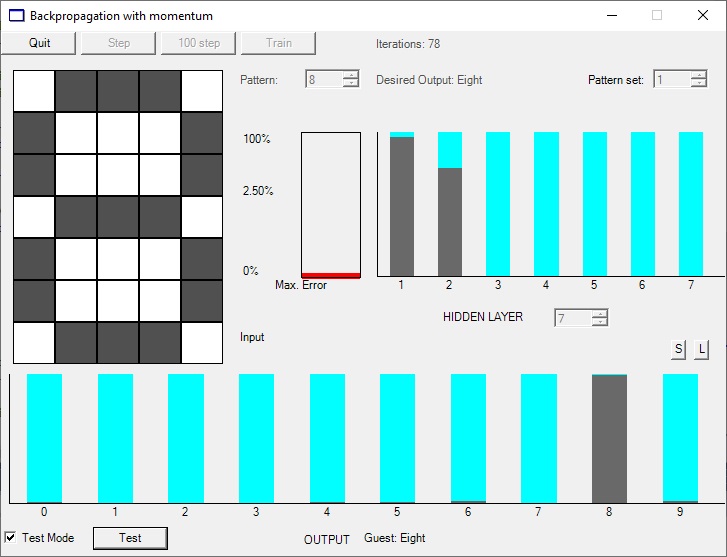 Backpropagation with momentum
Quit Step 100 step Train Iterations: 78
Pattern: 8 Desired Output: Eight Pattern set: 1
100%
2.50%
0%
Max. Error
1 2 3 4 5 6 7
HIDDEN LAYER 7
Input
S L
0 1 2 3 4 5 6 7 8 9
Test Mode Test OUTPUT Guest: Eight